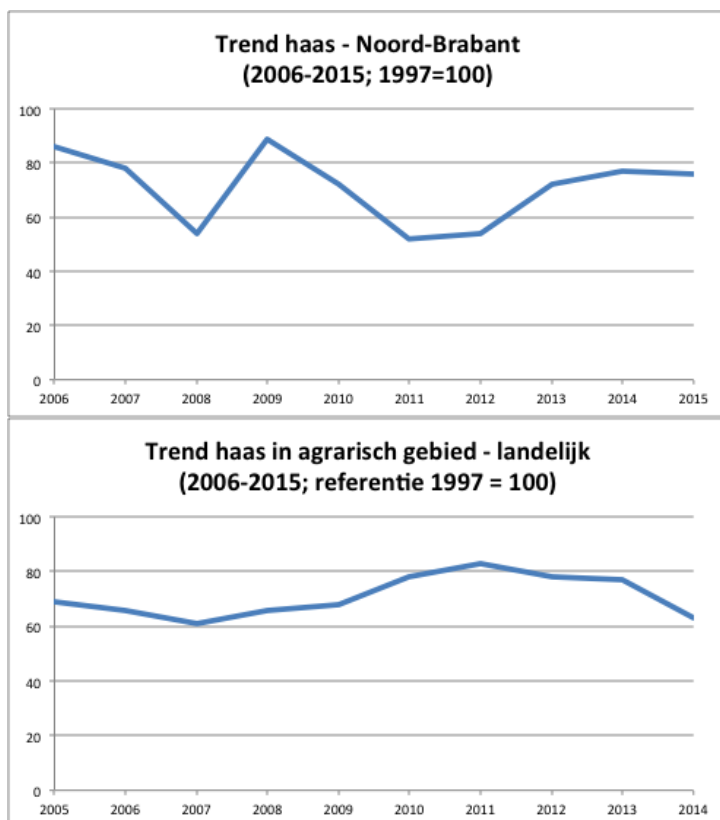 Trend haas - Noord-Brabant
(2006-2015; 1997=100)
100
80
60
40
20
0
2006 2007 2008 2009 2010 2011 2012 2013 2014 2015
Trend haas in agrarisch gebied - landelijk
(2006-2015; referentie 1997 = 100)
100
80
60
40
20
0
2005 2006 2007 2008 2009 2010 2011 2012 2013 2014